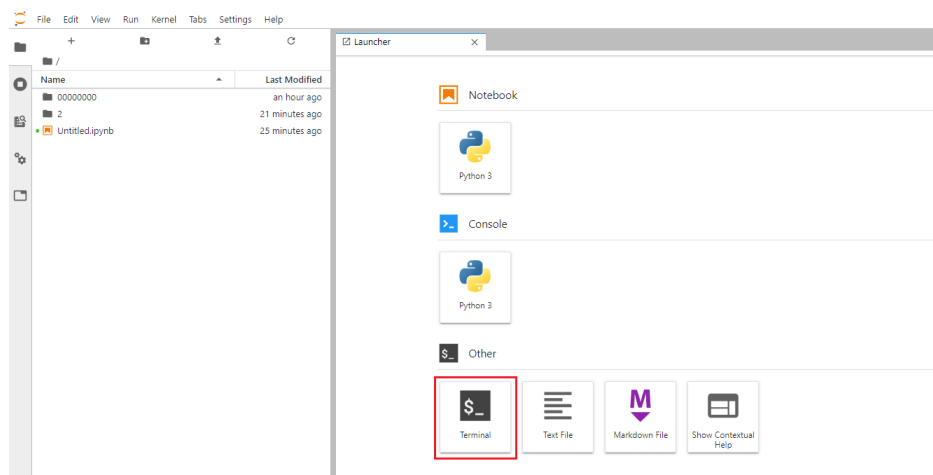 File Edit View Run Kernel Tabs Settings Help
Launcher
/
Name Last Modified
00000000 an hour ago
2 21 minutes ago
Untitled.ipynb 25 minutes ago
Notebook
Python 3
Console
Python 3
$_ Other
$_
Terminal Text File Markdown File Show Contextual Help